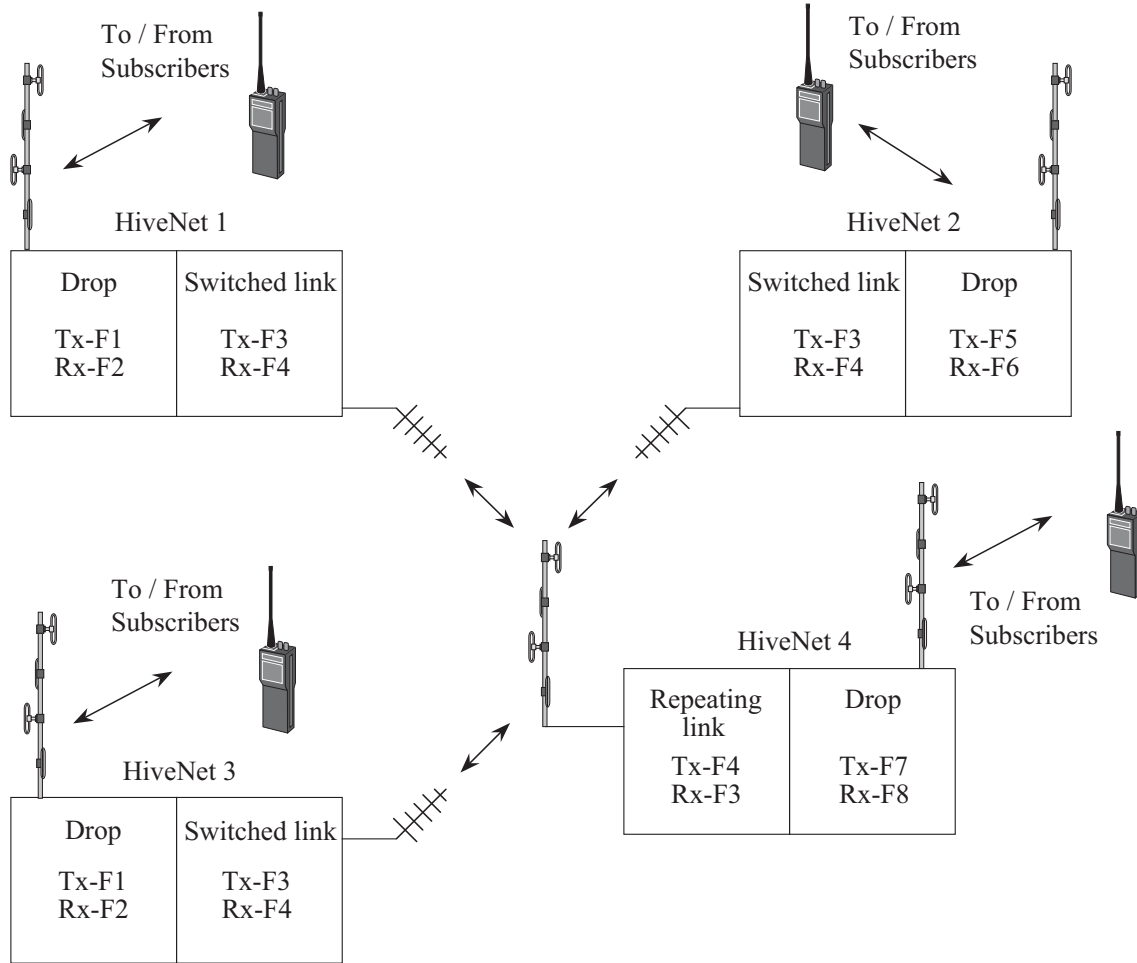 To / From
Subscribers
HiveNet 1
Drop
Tx-F1
Rx-F2
Switched link
Tx-F3
Rx-F4
To / From
Subscribers
HiveNet 2
Switched link
Tx-F3
Rx-F4
Drop
Tx-F5
Rx-F6
To / From
Subscribers
HiveNet 3
Drop
Tx-F1
Rx-F2
Switched link
Tx-F3
Rx-F4
To / From
Subscribers
HiveNet 4
Repeating
link
Tx-F4
Rx-F3
Drop
Tx-F7
Rx-F8